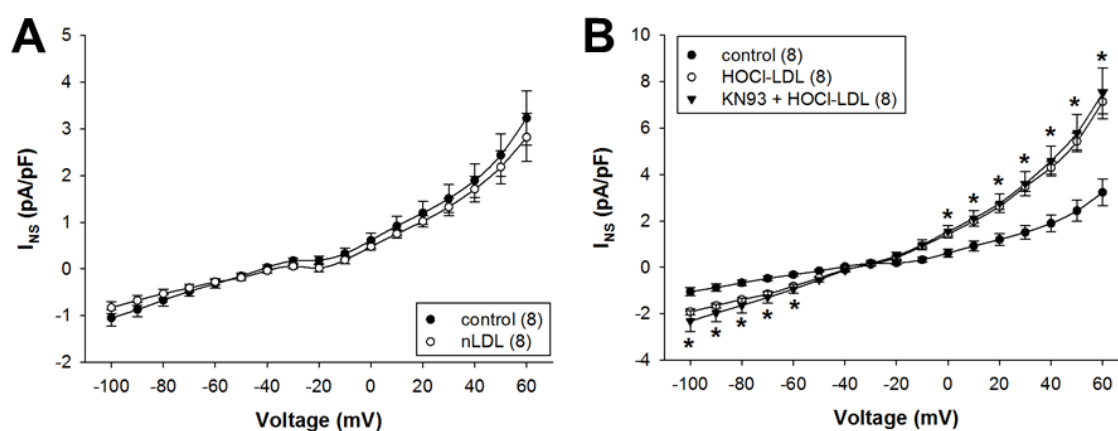 A
I_NS (pA/pF)
5
4
3
2
1
0
-1
-2
control (8)
nLDL (8)
-100 -80 -60 -40 -20 0 20 40 60
Voltage (mV)
B
I_NS (pA/pF)
10
8
6
4
2
0
-2
-4
control (8)
HOCl-LDL (8)
KN93 + HOCl-LDL (8)
* * * * * * *
* * * * *
-100 -80 -60 -40 -20 0 20 40 60
Voltage (mV)